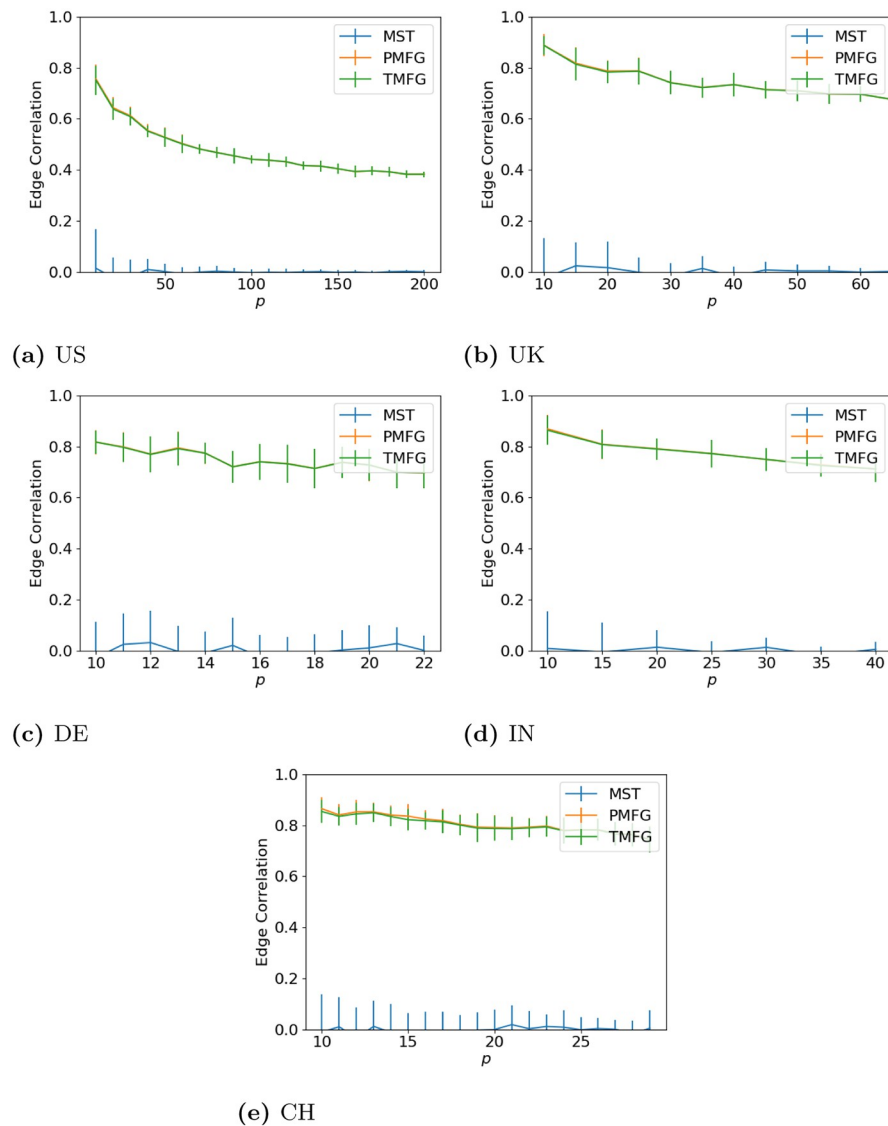 1.0
0.8
0.6
0.4
0.2
0.0
Edge Correlation
MST
PMFG
TMFG
50 100 150 200
p
(a) US
1.0
0.8
0.6
0.4
0.2
0.0
Edge Correlation
MST
PMFG
TMFG
10 20 30 40 50 60
p
(b) UK
1.0
0.8
0.6
0.4
0.2
0.0
Edge Correlation
MST
PMFG
TMFG
10 12 14 16 18 20 22
p
(c) DE
1.0
0.8
0.6
0.4
0.2
0.0
Edge Correlation
MST
PMFG
TMFG
10 15 20 25 30 35 40
p
(d) IN
1.0
0.8
0.6
0.4
0.2
0.0
Edge Correlation
MST
PMFG
TMFG
10 15 20 25
p
(e) CH